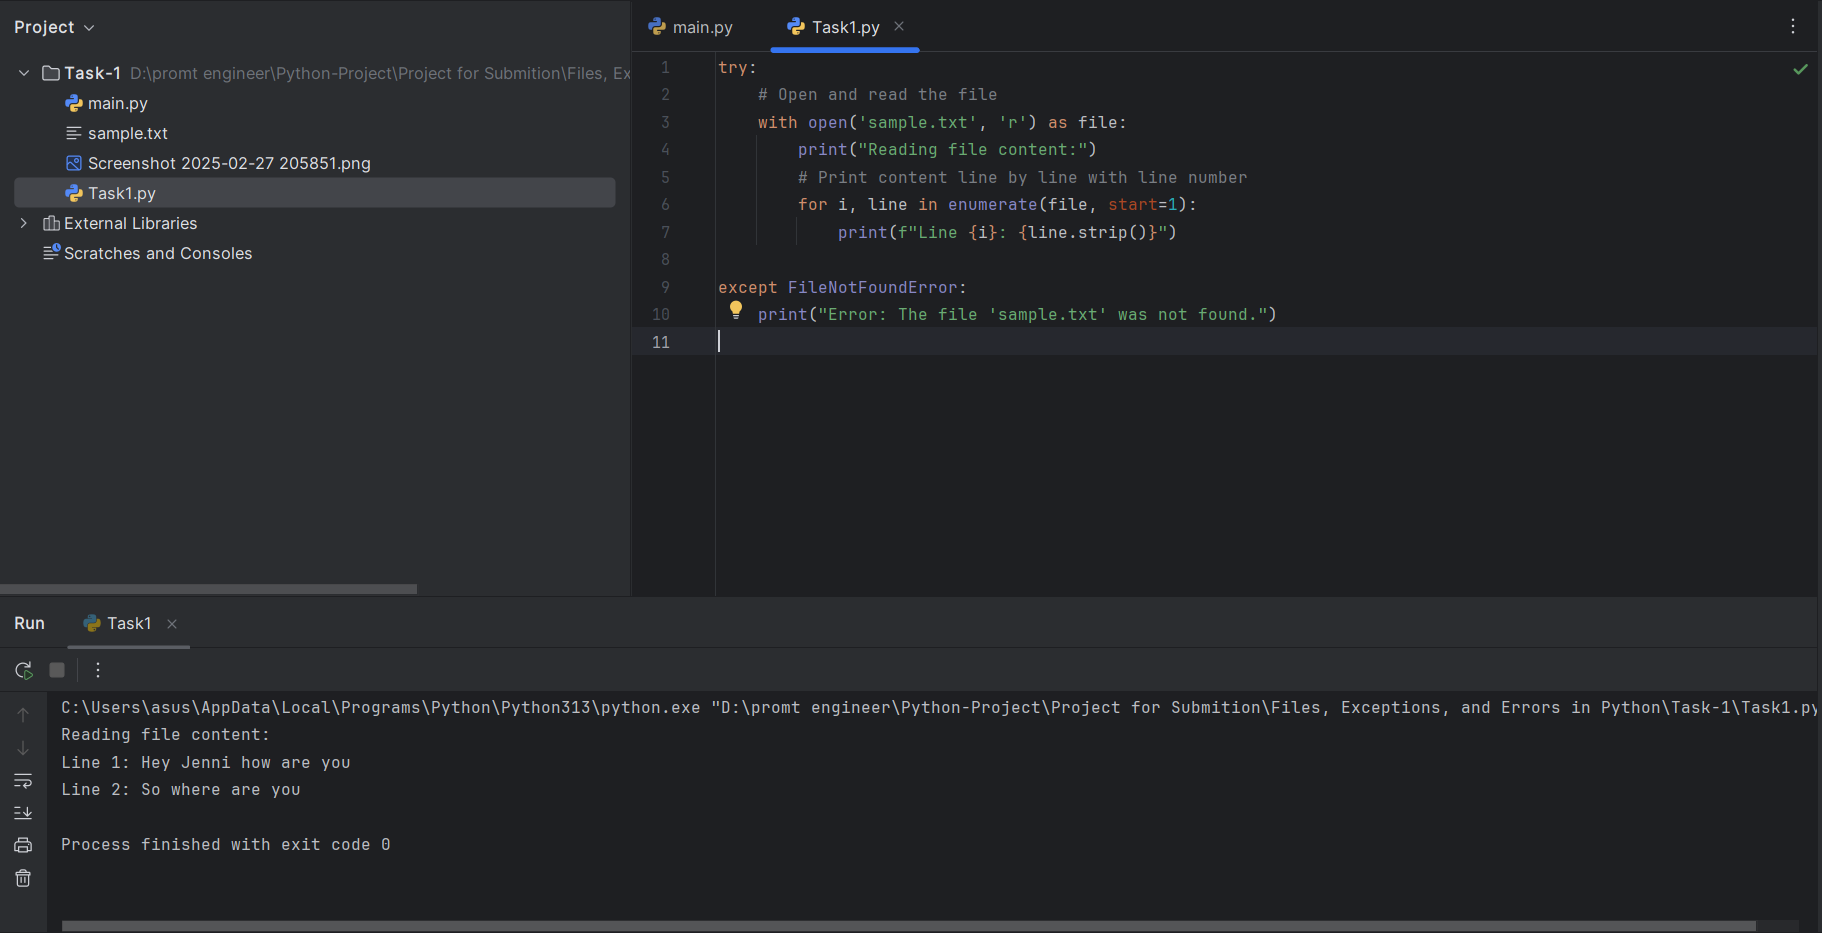 Project
Task-1 D:\promt engineer\Python-Project\Project for Submition\Files, Ex
main.py
sample.txt
Screenshot 2025-02-27 205851.png
Task1.py
External Libraries
Scratches and Consoles
main.py
Task1.py
1 try:
2     # Open and read the file
3     with open('sample.txt', 'r') as file:
4         print("Reading file content:")
5         # Print content line by line with line number
6         for i, line in enumerate(file, start=1):
7             print(f"Line {i}: {line.strip()}")
8
9 except FileNotFoundError:
10     print("Error: The file 'sample.txt' was not found.")
11
Run Task1
C:\Users\asus\AppData\Local\Programs\Python\Python313\python.exe "D:\promt engineer\Python-Project\Project for Submition\Files, Exceptions, and Errors in Python\Task-1\Task1.py
Reading file content:
Line 1: Hey Jenni how are you
Line 2: So where are you
Process finished with exit code 0